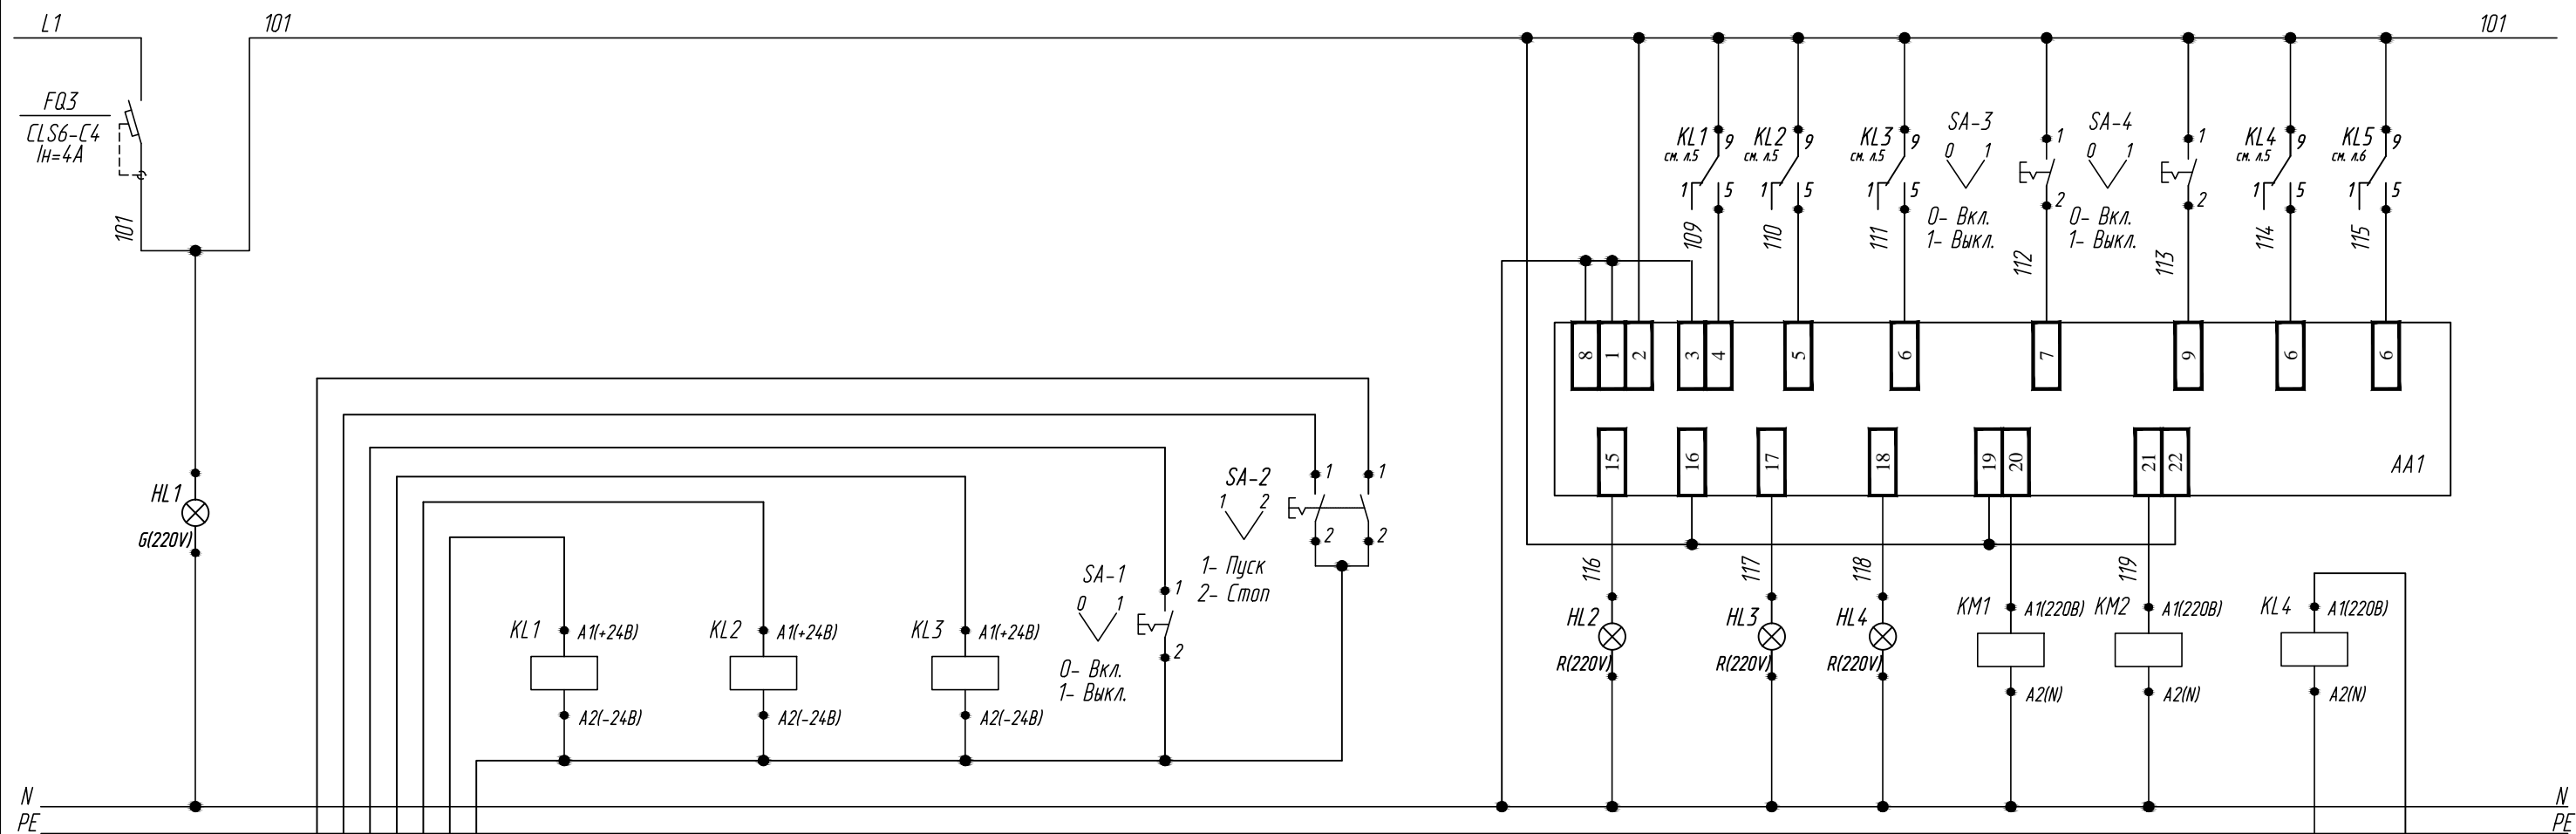 L1
101
101
FQ3
CLS6-C4
Iн=4А
101
HL1
G(220V)
KL1
см. л.5
9
1
5
109
KL2
см. л.5
9
1
5
110
KL3
см. л.5
9
1
5
111
SA-3
0 1
0- Вкл.
1- Выкл.
1
2
112
SA-4
0 1
0- Вкл.
1- Выкл.
1
2
113
KL4
см. л.5
9
1
5
114
KL5
см. л.6
9
1
5
115
8 1 2 3 4 5 6 7 9 6 6
15 16 17 18 19 20 21 22
AA1
SA-2
1 2
1- Пуск
2- Стоп
1 1
2 2
SA-1
0 1
0- Вкл.
1- Выкл.
1
2
KL1
A1(+24В)
A2(-24В)
KL2
A1(+24В)
A2(-24В)
KL3
A1(+24В)
A2(-24В)
116
HL2
R(220V)
117
HL3
R(220V)
118
HL4
R(220V)
KM1
A1(220В)
A2(N)
119
KM2
A1(220В)
A2(N)
KL4
A1(220В)
A2(N)
N
N
PE
PE